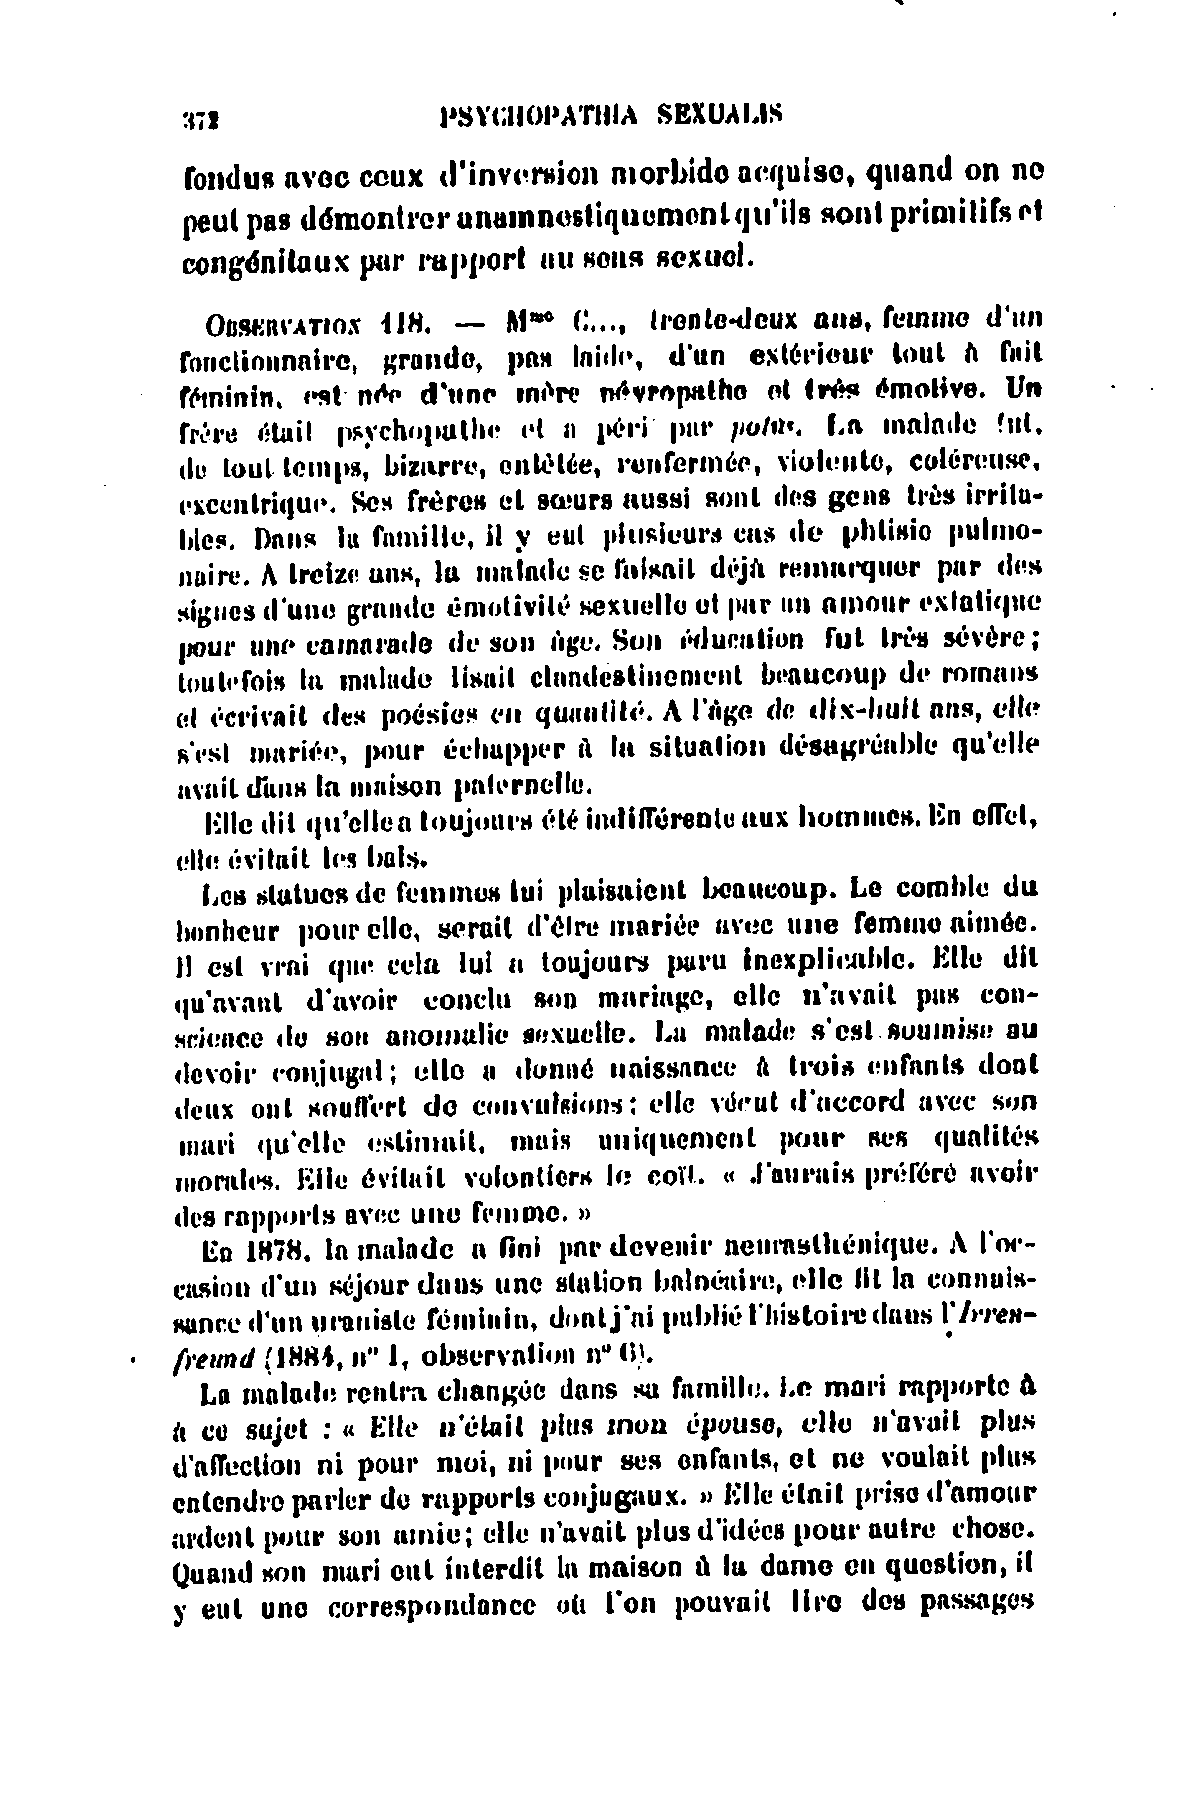 372 PSYCHOPATHIA SEXUALIS
fondus avec ceux d'inversion morbide acquise, quand on ne
peut pas démontrer anamnestiquement qu'ils sont primitifs et
congénitaux par rapport au sens sexuel.
OBSERVATION 118. — Mme C..., trente-deux ans, femme d'un
fonctionnaire, grande, pas laide, d'un extérieur tout à fait
féminin, est née d'une mère névropathe et très émotive. Un
frère était psychopathe et a péri par potus. La malade fut,
de tout temps, bizarre, entêtée, renfermée, violente, coléreuse,
excentrique. Ses frères et sœurs aussi sont des gens très irrita-
bles. Dans la famille, il y eut plusieurs cas de phtisie pulmo-
naire. A treize ans, la malade se faisait déjà remarquer par des
signes d'une grande émotivité sexuelle et par un amour extatique
pour une camarade de son âge. Son éducation fut très sévère;
toutefois la malade lisait clandestinement beaucoup de romans
et écrivait des poésies en quantité. A l'âge de dix-huit ans, elle
s'est mariée, pour échapper à la situation désagréable qu'elle
avait dans la maison paternelle.
Elle dit qu'elle a toujours été indifférente aux hommes. En effet,
elle évitait les bals.
Les statues de femmes lui plaisaient beaucoup. Le comble du
bonheur pour elle, serait d'être mariée avec une femme aimée.
Il est vrai que cela lui a toujours paru inexplicable. Elle dit
qu'avant d'avoir conclu son mariage, elle n'avait pas con-
science de son anomalie sexuelle. La malade s'est soumise au
devoir conjugal; elle a donné naissance à trois enfants dont
deux ont souffert de convulsions; elle vécut d'accord avec son
mari qu'elle estimait, mais uniquement pour ses qualités
morales. Elle évitait volontiers le coït. « J'aurais préféré avoir
des rapports avec une femme. »
En 1878, la malade a fini par devenir neurasthénique. A l'oc-
casion d'un séjour dans une station balnéaire, elle fit la connais-
sance d'un uraniste féminin, dont j'ai publié l'histoire dans l'Irren-
freund (1884, n° 1, observation n° 6).
La malade rentra changée dans sa famille. Le mari rapporte à
à ce sujet : « Elle n'était plus mon épouse, elle n'avait plus
d'affection ni pour moi, ni pour ses enfants, et ne voulait plus
entendre parler de rapports conjugaux. » Elle était prise d'amour
ardent pour son amie; elle n'avait plus d'idées pour autre chose.
Quand son mari eut interdit la maison à la dame en question, il
y eut une correspondance où l'on pouvait lire des passages